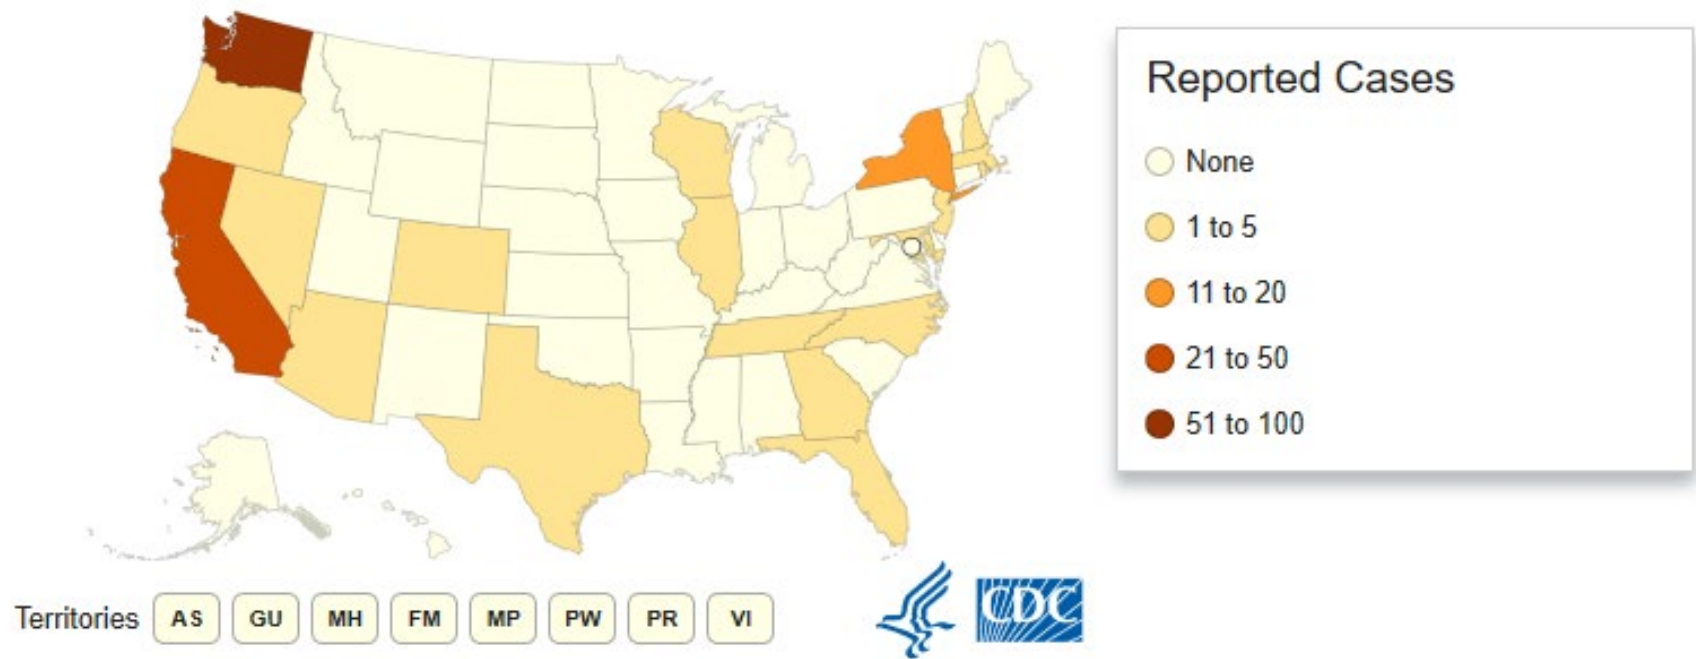 Reported Cases
None
1 to 5
11 to 20
21 to 50
51 to 100
Territories AS GU MH FM MP PW PR VI
CDC